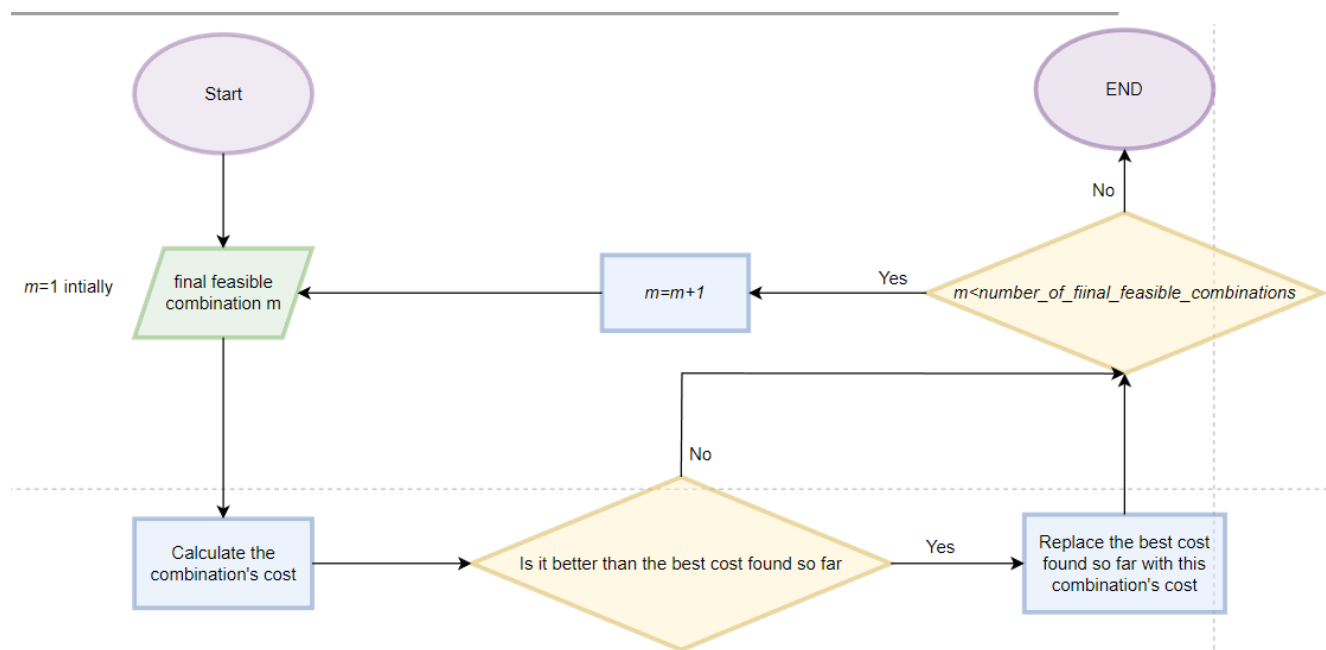 Start
END
No
m=1 intially
final feasible
combination m
m=m+1
Yes
m<number_of_fiinal_feasible_combinations
No
Calculate the
combination's cost
Is it better than the best cost found so far
Yes
Replace the best cost
found so far with this
combination's cost